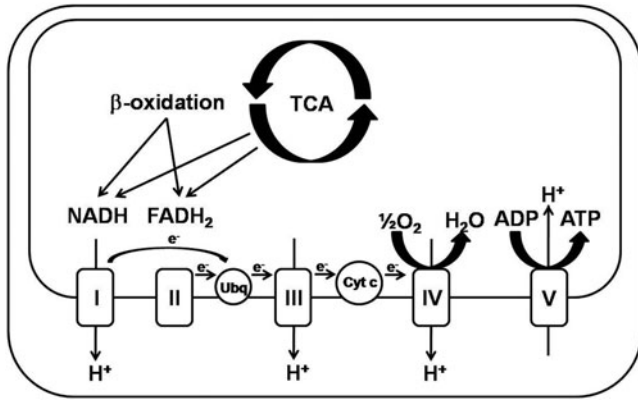 β-oxidation
TCA
NADH FADH₂
e⁻
½O₂ H₂O ADP H⁺ ATP
I II e⁻ Ubq e⁻ III e⁻ Cyt c e⁻ IV V
H⁺ H⁺ H⁺